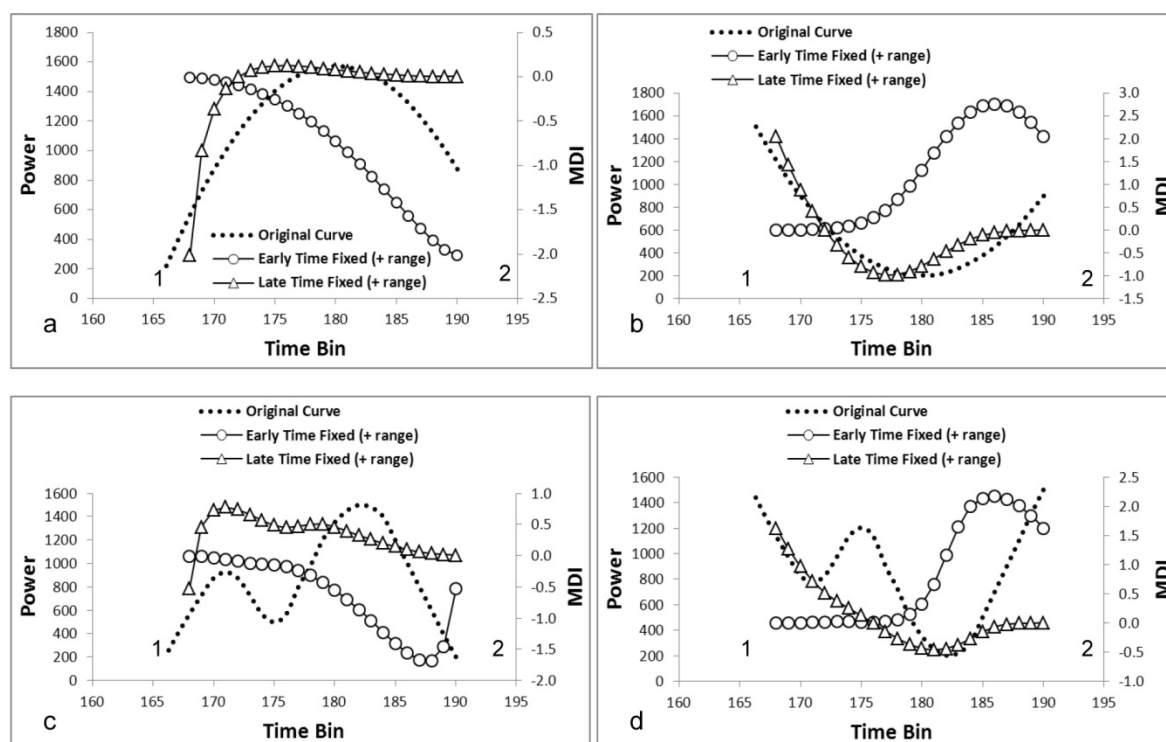 1800 0.5
1600 0.0
1400
1200 -0.5
1000 -1.0
800
600 -1.5
400 -2.0
200
0 -2.5
Power
MDI
Original Curve
Early Time Fixed (+ range)
Late Time Fixed (+ range)
1 2
a
160 165 170 175 180 185 190 195
Time Bin
Original Curve
Early Time Fixed (+ range)
Late Time Fixed (+ range)
1800 3.0
1600 2.5
1400 2.0
1200 1.5
1000 1.0
800 0.5
600 0.0
400 -0.5
200 -1.0
0 -1.5
Power
MDI
1 2
b
160 165 170 175 180 185 190 195
Time Bin
Original Curve
Early Time Fixed (+ range)
Late Time Fixed (+ range)
1600 1.0
1400 0.5
1200
1000 0.0
800 -0.5
600 -1.0
400
200 -1.5
0 -2.0
Power
MDI
1 2
c
160 165 170 175 180 185 190 195
Time Bin
Original Curve
Early Time Fixed (+ range)
Late Time Fixed (+ range)
1600 2.5
1400 2.0
1200 1.5
1000 1.0
800 0.5
600
400 0.0
200 -0.5
0 -1.0
Power
MDI
1 2
d
160 165 170 175 180 185 190 195
Time Bin